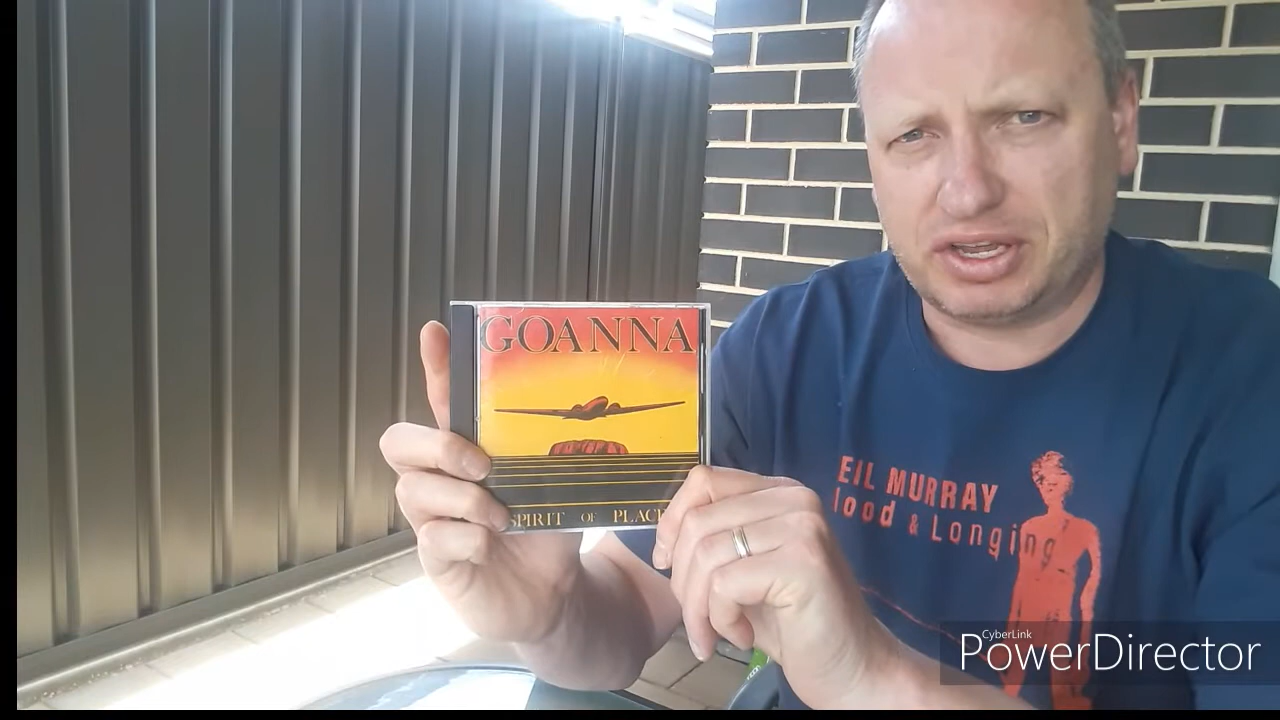 GOANNA
SPIRIT OF PLAC
EIL MURRAY
lood & Longing
CyberLink
PowerDirector